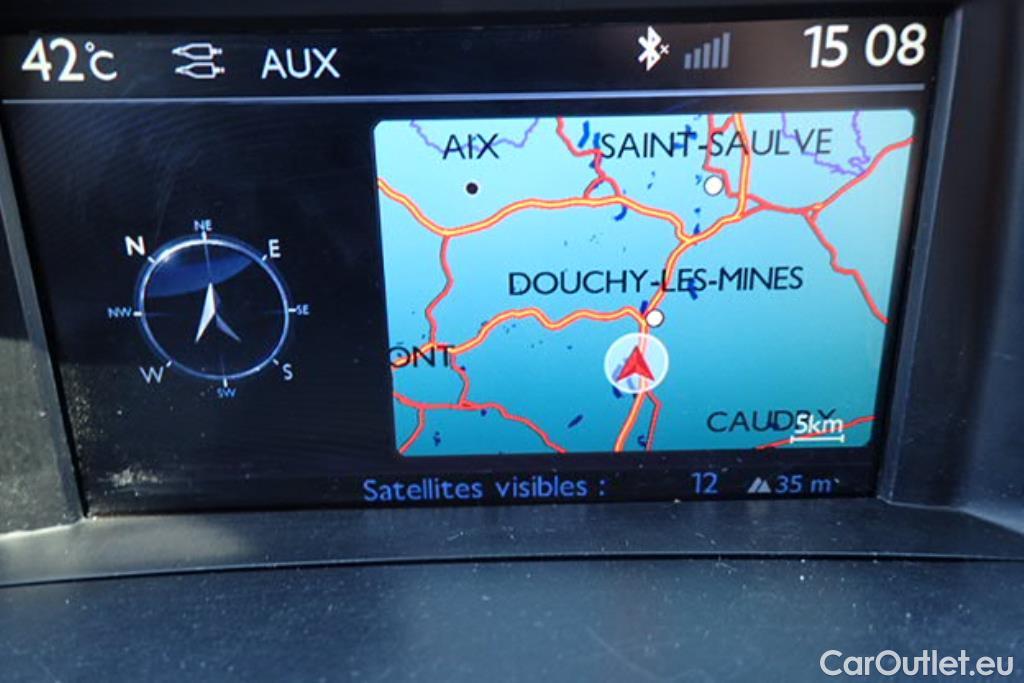 42°C AUX 15 08
AIX SAINT-SAULVE
N NE E
DOUCHY-LES-MINES
NW SE
ONT
W SW S
CAUDRY
5km
Satellites visibles : 12 35 m
CarOutlet.eu